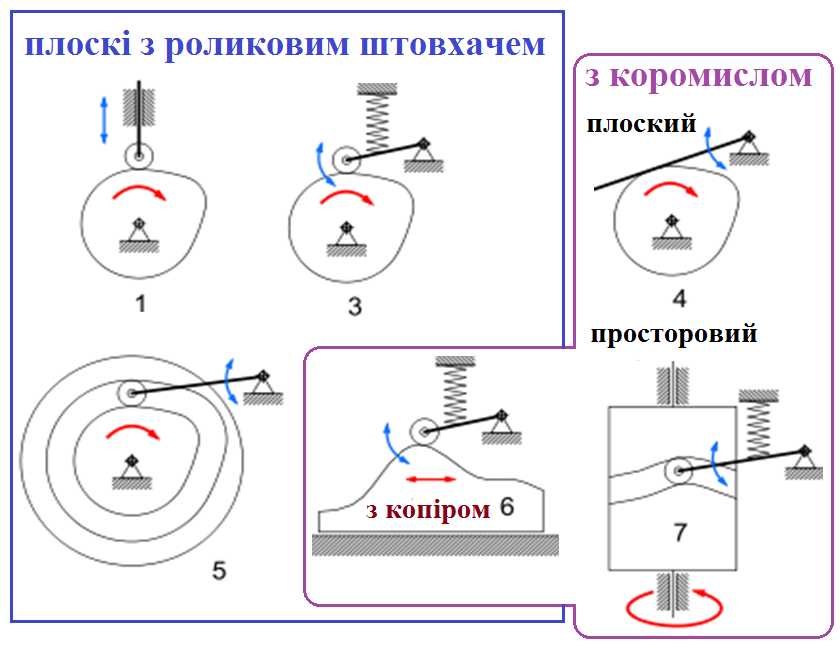 плоскі з роликовим штовхачем
з коромислом
плоский
1
3
4
просторовий
з копіром 6
7
5